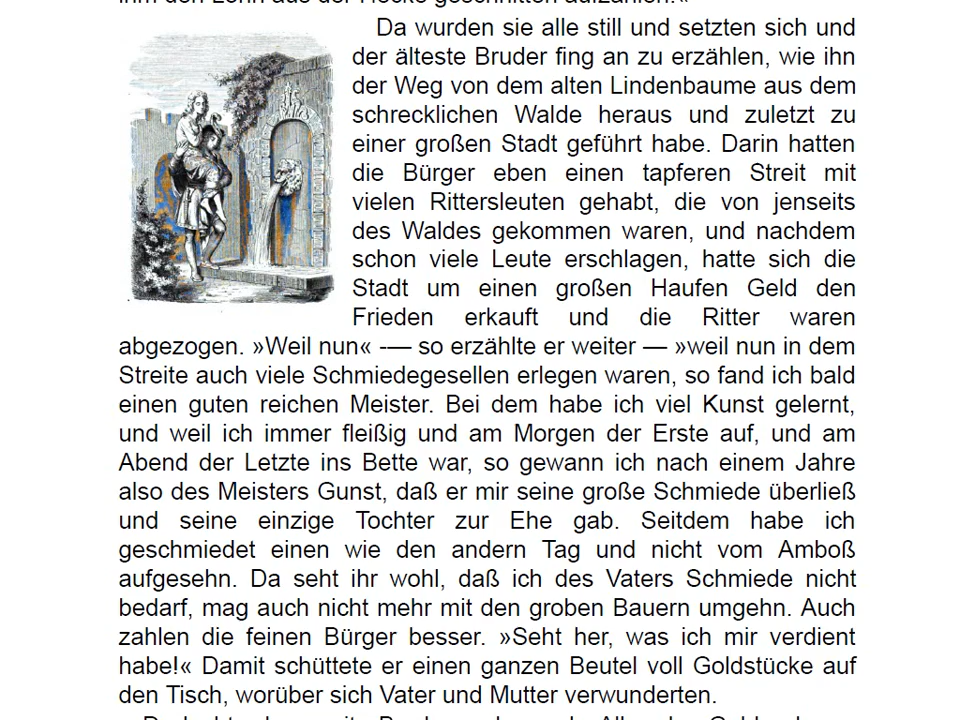 ihm den Lohn aus der Hecke geschnitten aufzählen.«
Da wurden sie alle still und setzten sich und
der älteste Bruder fing an zu erzählen, wie ihn
der Weg von dem alten Lindenbaume aus dem
schrecklichen Walde heraus und zuletzt zu
einer großen Stadt geführt habe. Darin hatten
die Bürger eben einen tapferen Streit mit
vielen Rittersleuten gehabt, die von jenseits
des Waldes gekommen waren, und nachdem
schon viele Leute erschlagen, hatte sich die
Stadt um einen großen Haufen Geld den
Frieden erkauft und die Ritter waren
abgezogen. »Weil nun« -— so erzählte er weiter — »weil nun in dem
Streite auch viele Schmiedegesellen erlegen waren, so fand ich bald
einen guten reichen Meister. Bei dem habe ich viel Kunst gelernt,
und weil ich immer fleißig und am Morgen der Erste auf, und am
Abend der Letzte ins Bette war, so gewann ich nach einem Jahre
also des Meisters Gunst, daß er mir seine große Schmiede überließ
und seine einzige Tochter zur Ehe gab. Seitdem habe ich
geschmiedet einen wie den andern Tag und nicht vom Amboß
aufgesehn. Da seht ihr wohl, daß ich des Vaters Schmiede nicht
bedarf, mag auch nicht mehr mit den groben Bauern umgehn. Auch
zahlen die feinen Bürger besser. »Seht her, was ich mir verdient
habe!« Damit schüttete er einen ganzen Beutel voll Goldstücke auf
den Tisch, worüber sich Vater und Mutter verwunderten.